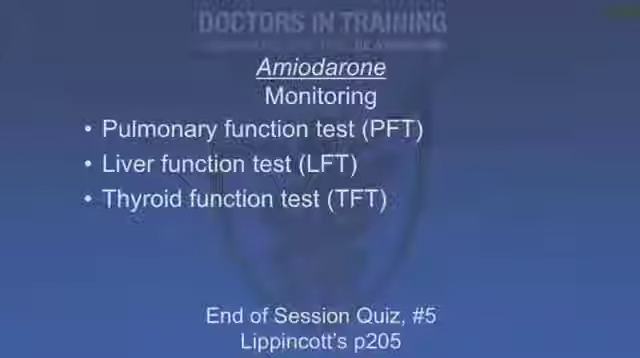 DOCTORS IN TRAINING
Amiodarone
Monitoring
• Pulmonary function test (PFT)
• Liver function test (LFT)
• Thyroid function test (TFT)
End of Session Quiz, #5
Lippincott's p205